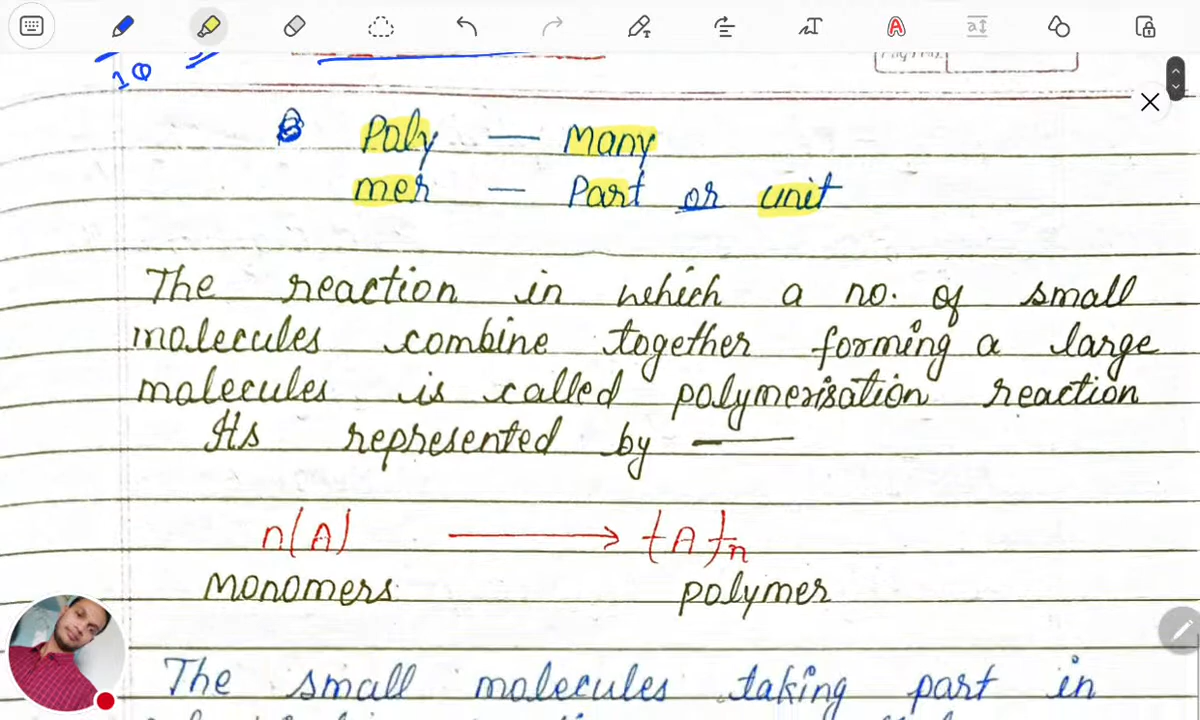 10
Poly — Many
mer — Part or unit
The reaction in which a no. of small
molecules combine together forming a large
molecules is called polymerisation reaction
Its represented by —
n(A) ⟶ {A}n
Monomers polymer
The small molecules taking part in